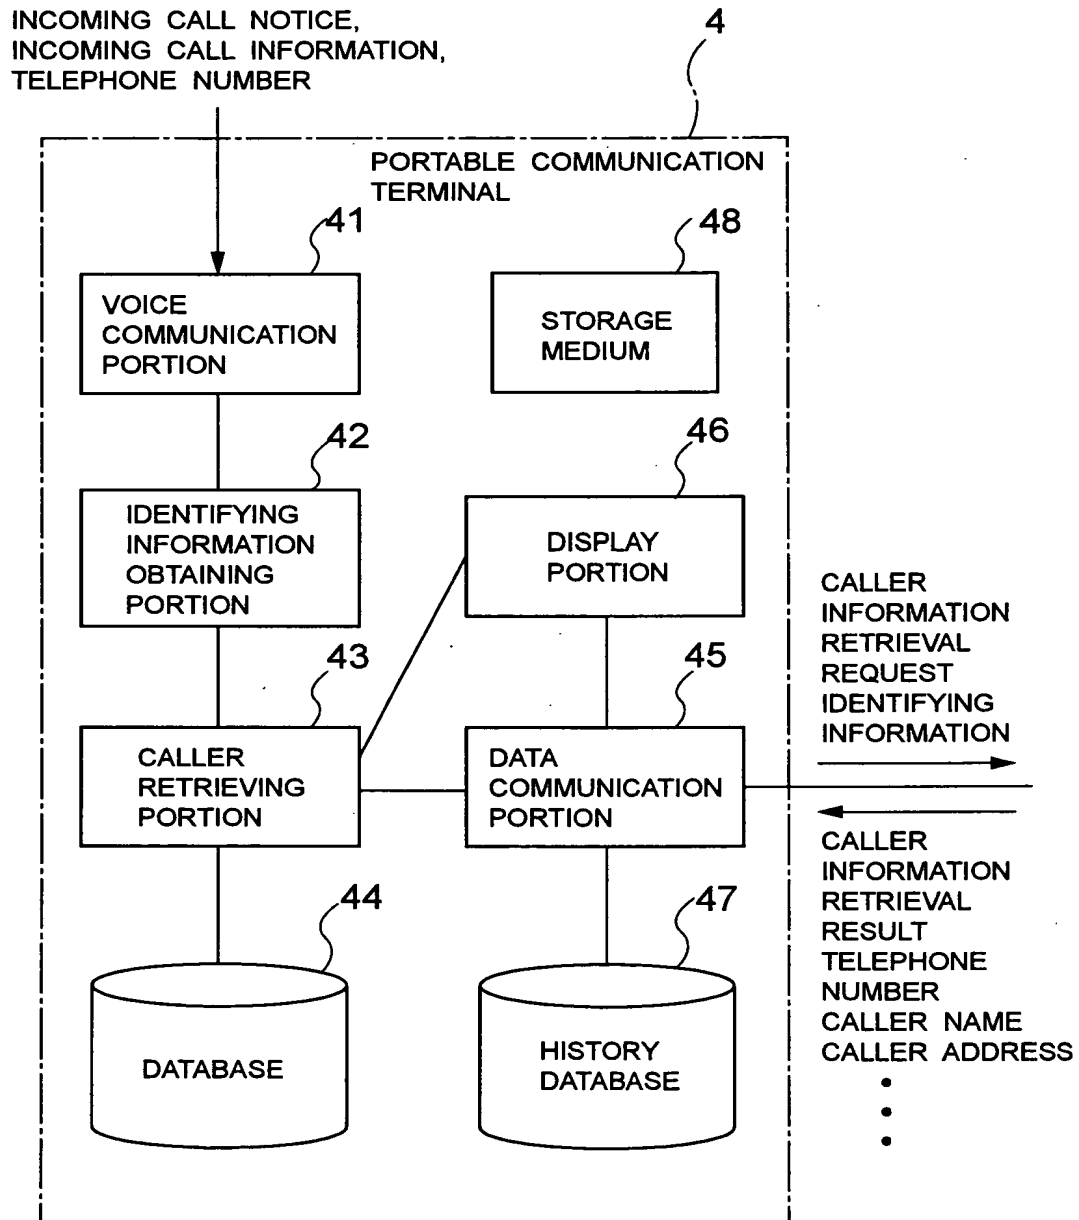 INCOMING CALL NOTICE,
INCOMING CALL INFORMATION,
TELEPHONE NUMBER
4
PORTABLE COMMUNICATION
TERMINAL
41
VOICE
COMMUNICATION
PORTION
48
STORAGE
MEDIUM
42
IDENTIFYING
INFORMATION
OBTAINING
PORTION
46
DISPLAY
PORTION
43
CALLER
RETRIEVING
PORTION
45
DATA
COMMUNICATION
PORTION
CALLER
INFORMATION
RETRIEVAL
REQUEST
IDENTIFYING
INFORMATION
CALLER
INFORMATION
RETRIEVAL
RESULT
TELEPHONE
NUMBER
CALLER NAME
CALLER ADDRESS
44
DATABASE
47
HISTORY
DATABASE